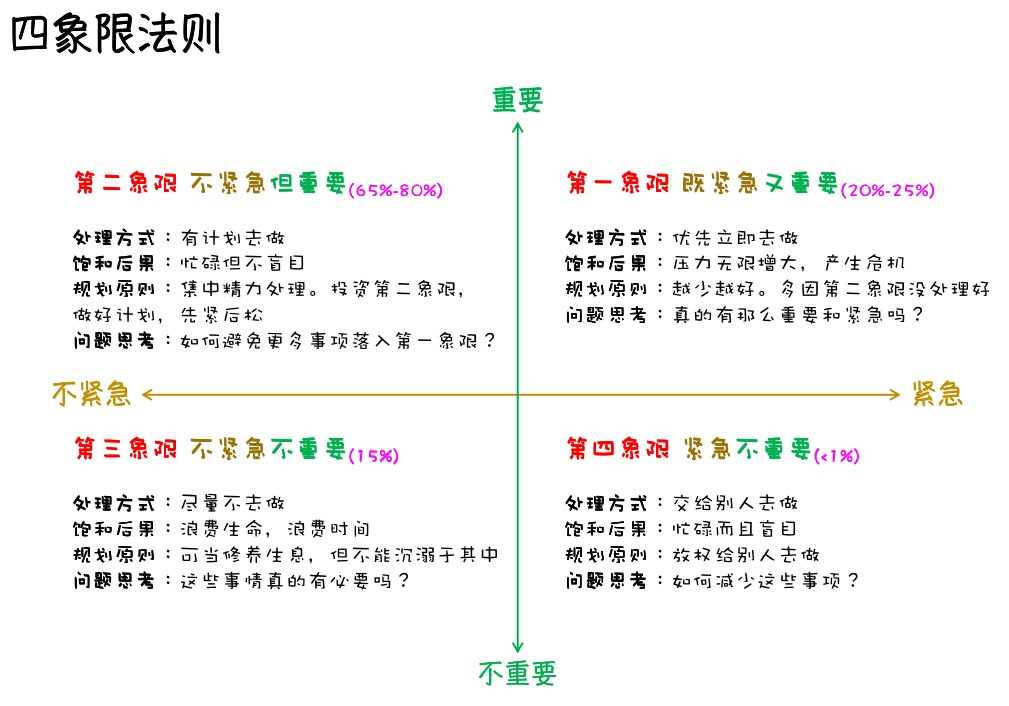 四象限法则
重要
第二象限 不紧急但重要(65%-80%)
处理方式：有计划去做
饱和后果：忙碌但不盲目
规划原则：集中精力处理。投资第二象限，
做好计划，先紧后松
问题思考：如何避免更多事项落入第一象限？
第一象限 既紧急又重要(20%-25%)
处理方式：优先立即去做
饱和后果：压力无限增大，产生危机
规划原则：越少越好。多因第二象限没处理好
问题思考：真的有那么重要和紧急吗？
不紧急
紧急
第三象限 不紧急不重要(15%)
处理方式：尽量不去做
饱和后果：浪费生命，浪费时间
规划原则：可当修养生息，但不能沉溺于其中
问题思考：这些事情真的有必要吗？
第四象限 紧急不重要(<1%)
处理方式：交给别人去做
饱和后果：忙碌而且盲目
规划原则：放权给别人去做
问题思考：如何减少这些事项？
不重要